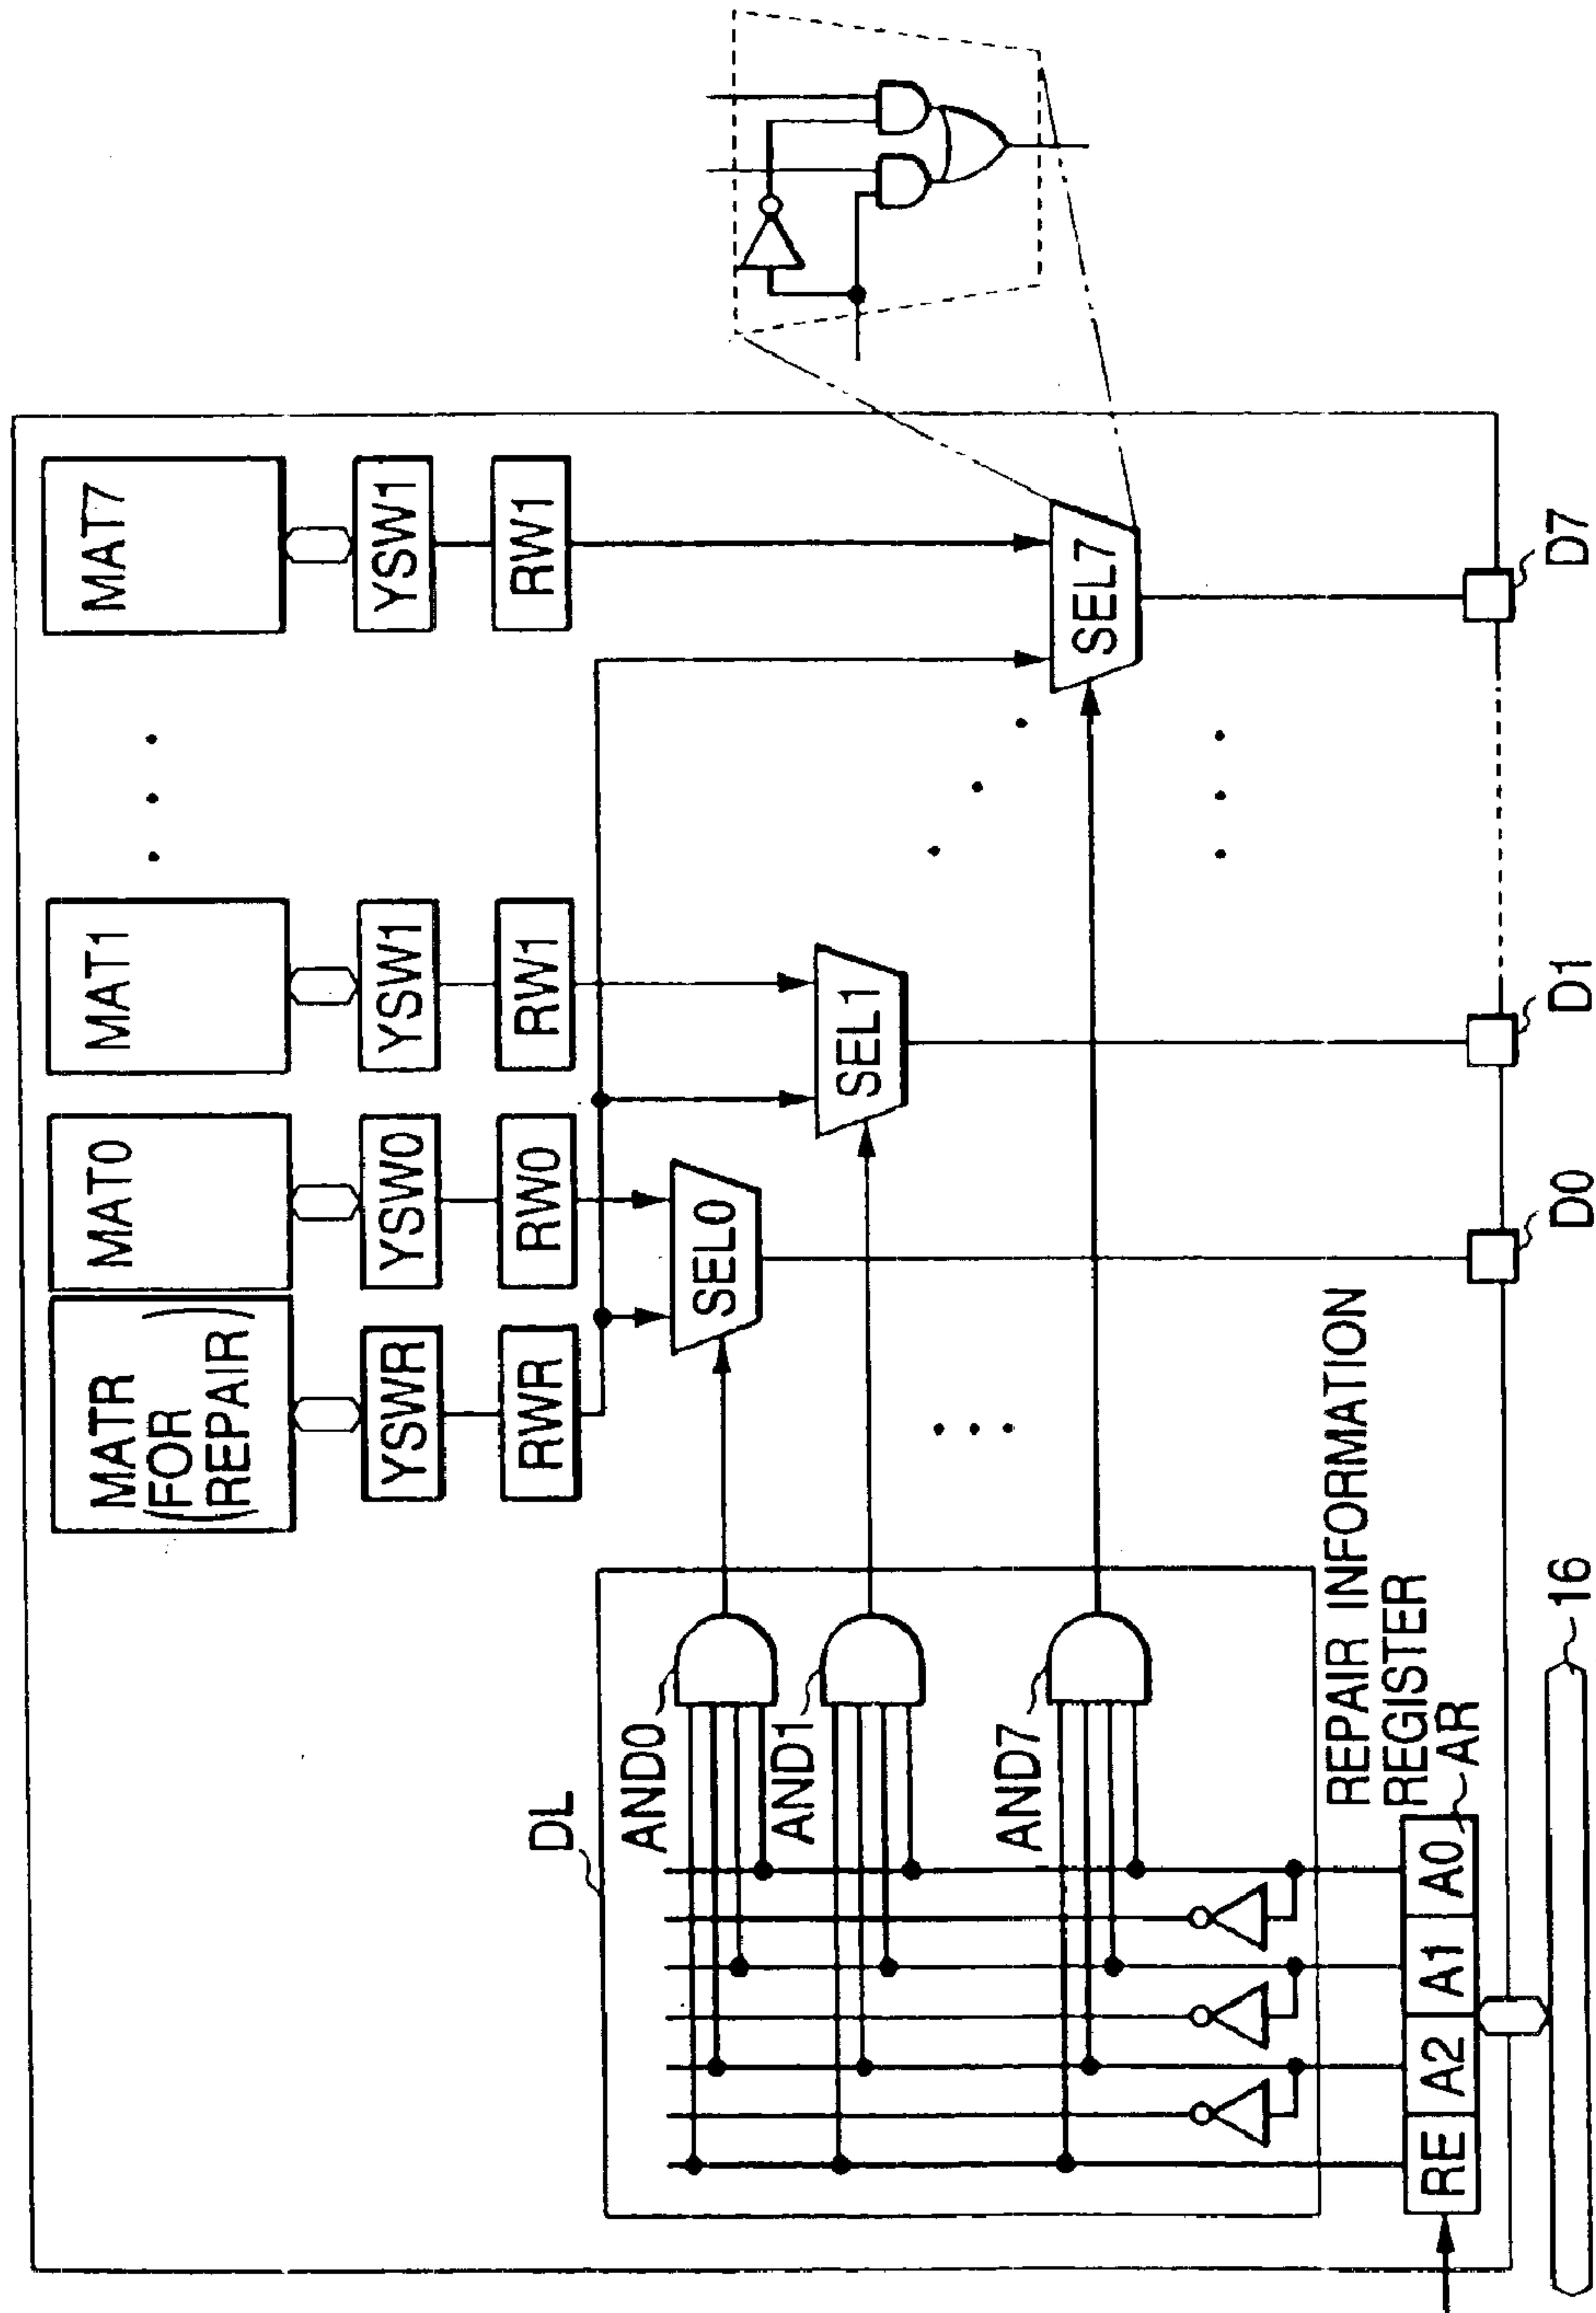 MATR
(FOR
REPAIR)
MAT0
MAT1
MAT7
YSWR
YSW0
YSW1
YSW1
RWR
RW0
RW1
RW1
SEL0
SEL1
SEL7
DL
AND0
AND1
AND7
REPAIR INFORMATION
REGISTER
AR
RE
A2
A1
A0
16
D0
D1
D7